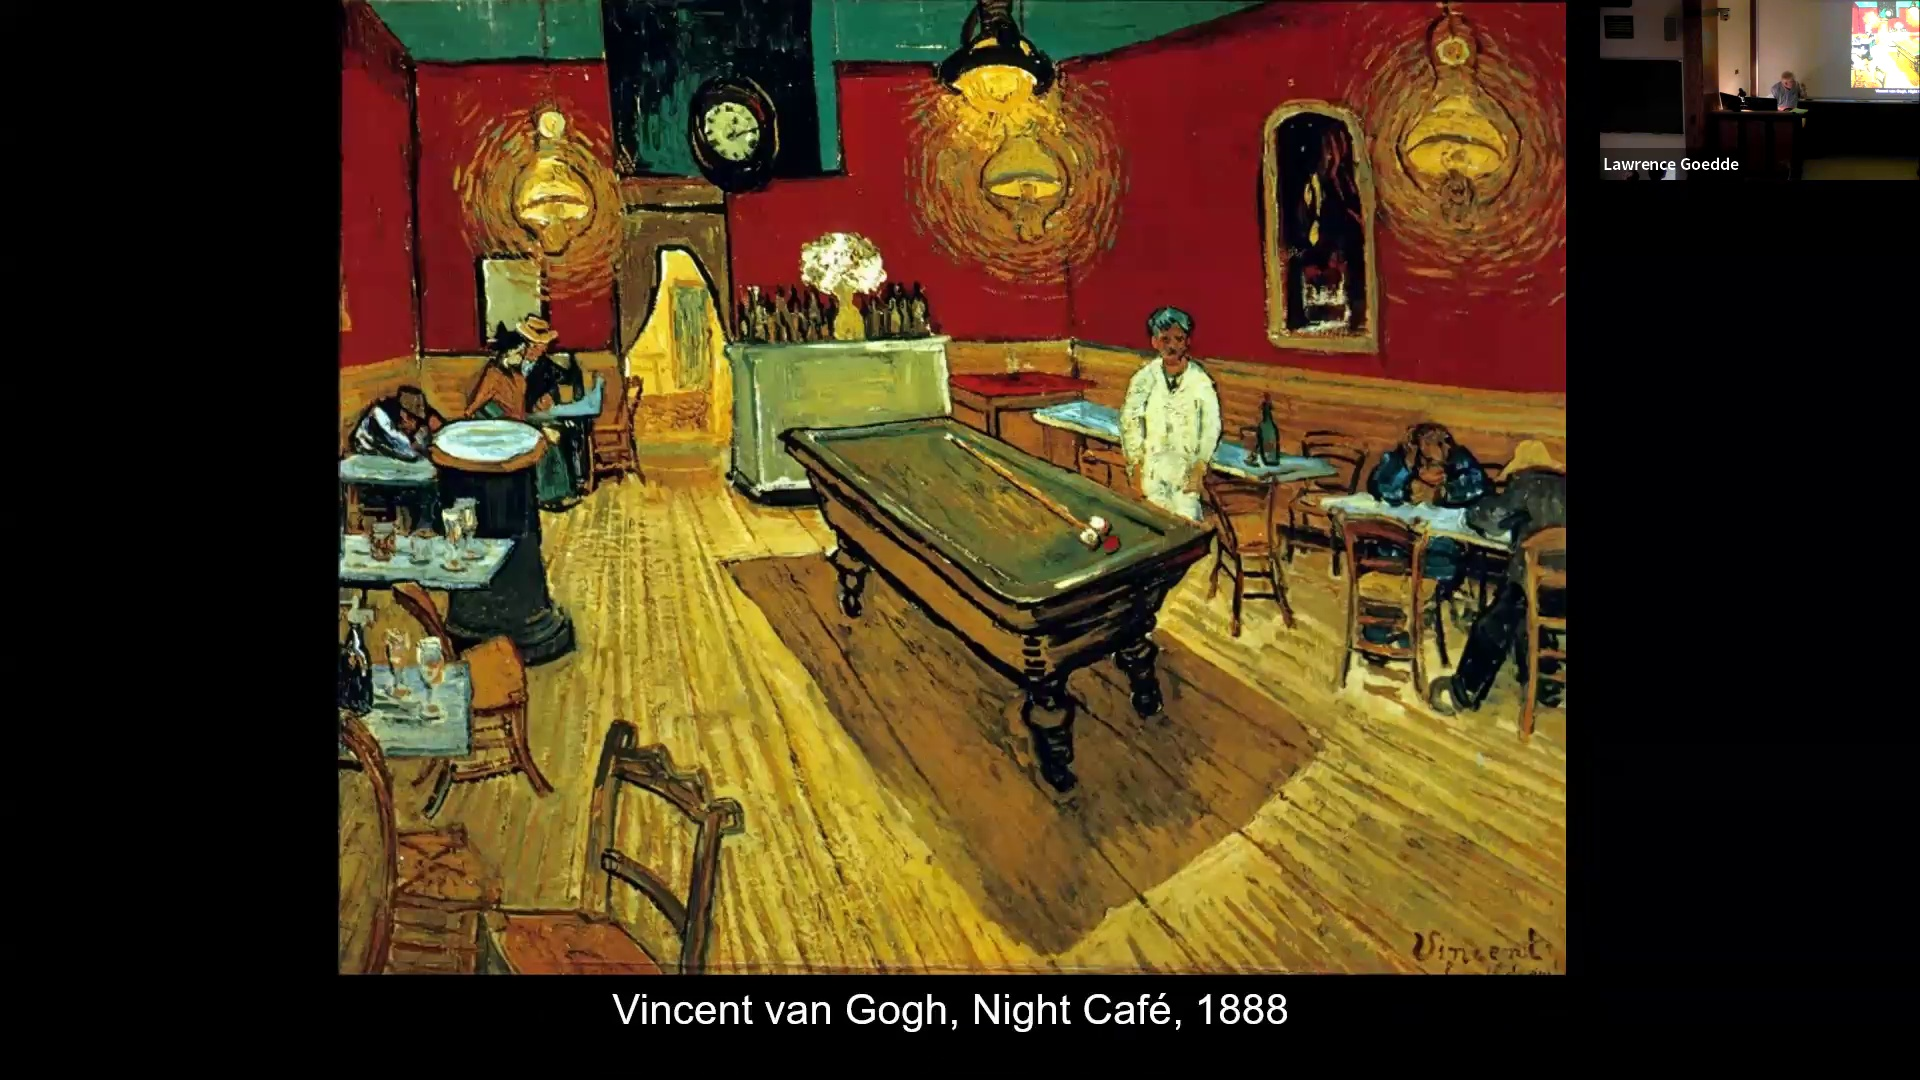 Lawrence Goedde
Vincent
Vincent van Gogh, Night Café, 1888